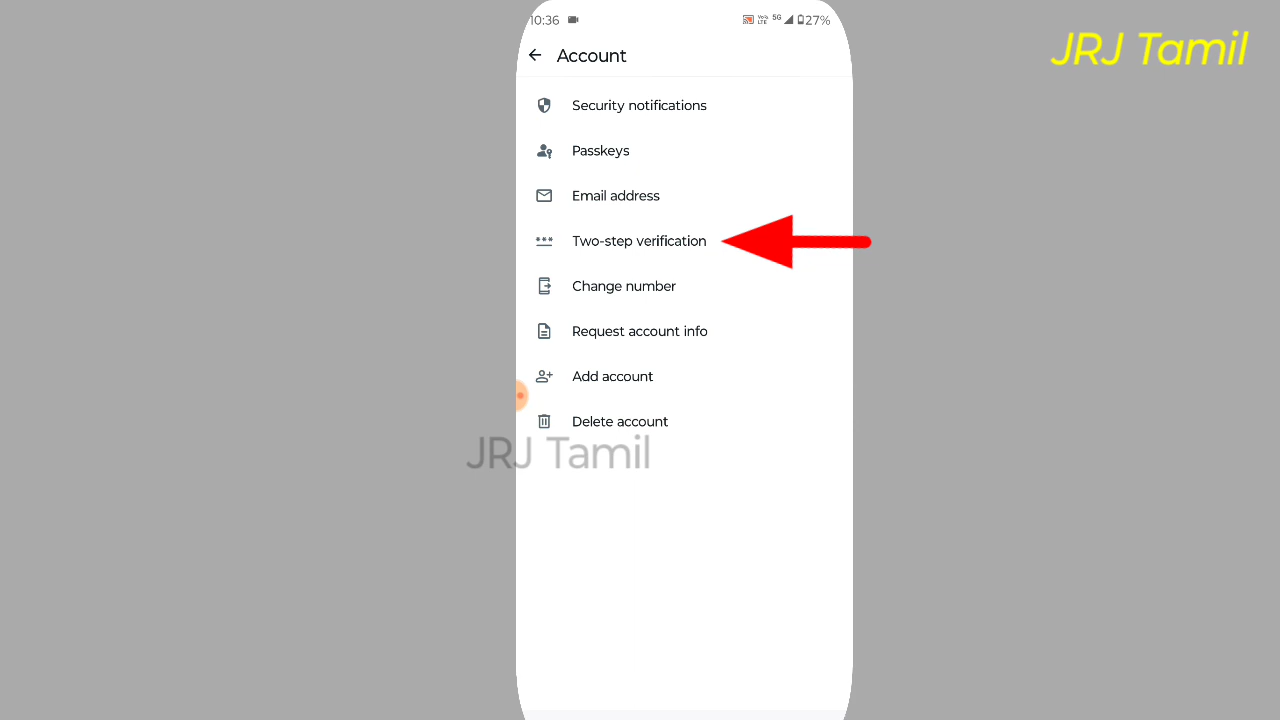 10:36 5G 27%
JRJ Tamil
Account
Security notifications
Passkeys
Email address
Two-step verification
Change number
Request account info
Add account
Delete account
JRJ Tamil